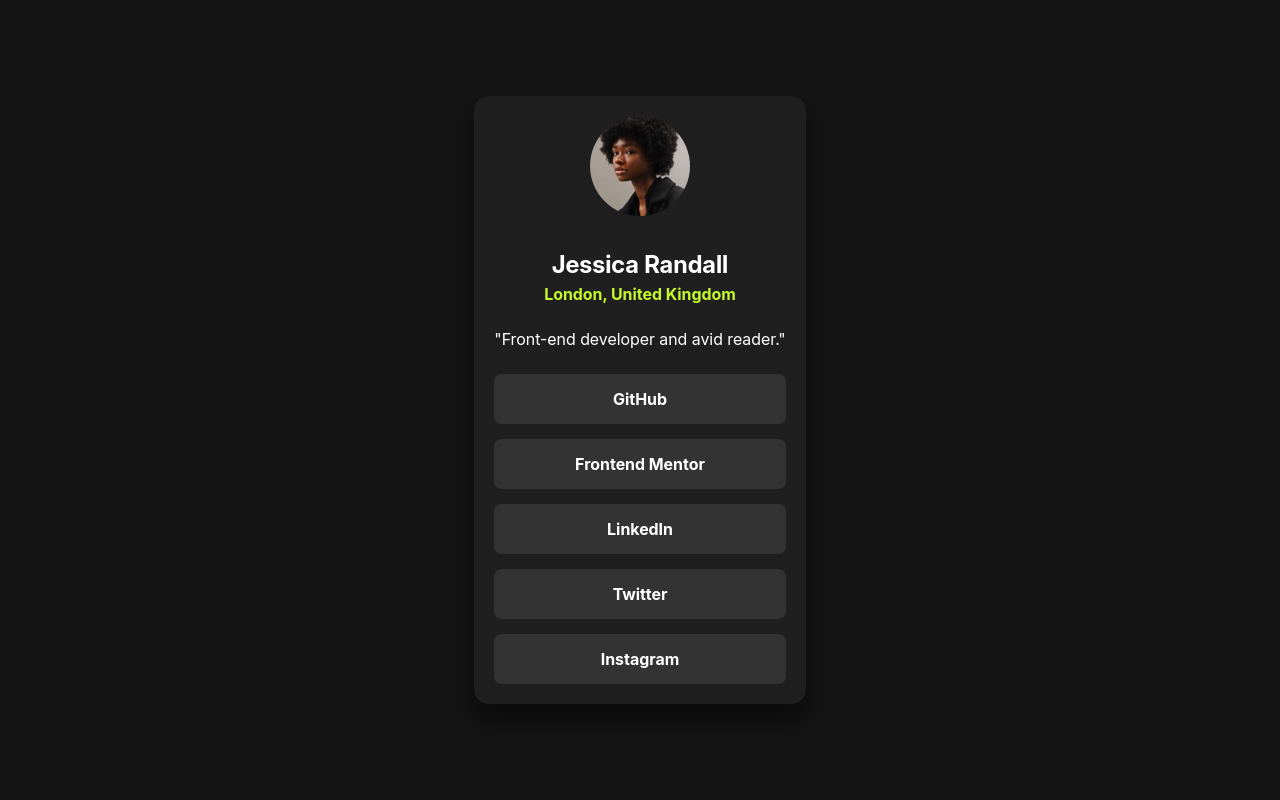 Jessica Randall
London, United Kingdom
"Front-end developer and avid reader."
GitHub
Frontend Mentor
LinkedIn
Twitter
Instagram